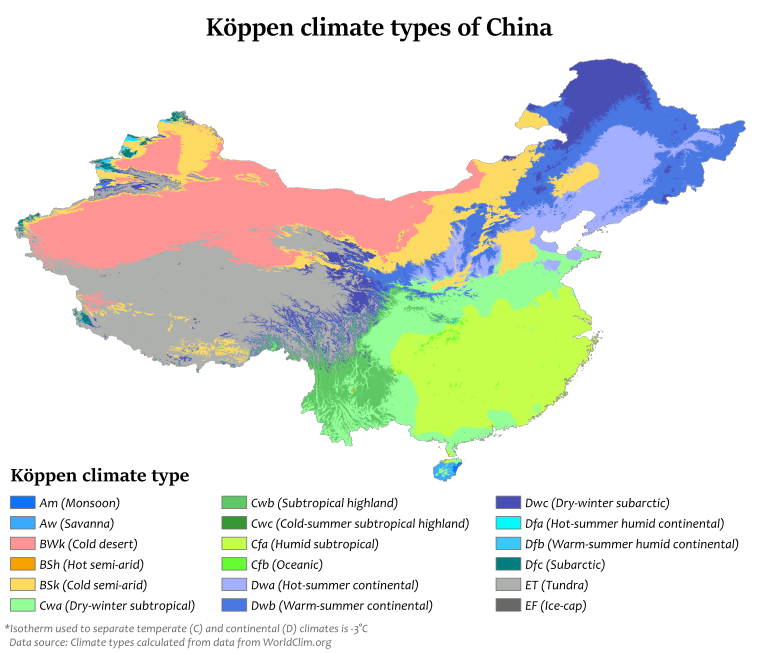 Köppen climate types of China
Köppen climate type
Am (Monsoon)
Aw (Savanna)
BWk (Cold desert)
BSh (Hot semi-arid)
BSk (Cold semi-arid)
Cwa (Dry-winter subtropical)
Cwb (Subtropical highland)
Cwc (Cold-summer subtropical highland)
Cfa (Humid subtropical)
Cfb (Oceanic)
Dwa (Hot-summer continental)
Dwb (Warm-summer continental)
Dwc (Dry-winter subarctic)
Dfa (Hot-summer humid continental)
Dfb (Warm-summer humid continental)
Dfc (Subarctic)
ET (Tundra)
EF (Ice-cap)
*Isotherm used to separate temperate (C) and continental (D) climates is -3°C
Data source: Climate types calculated from data from WorldClim.org